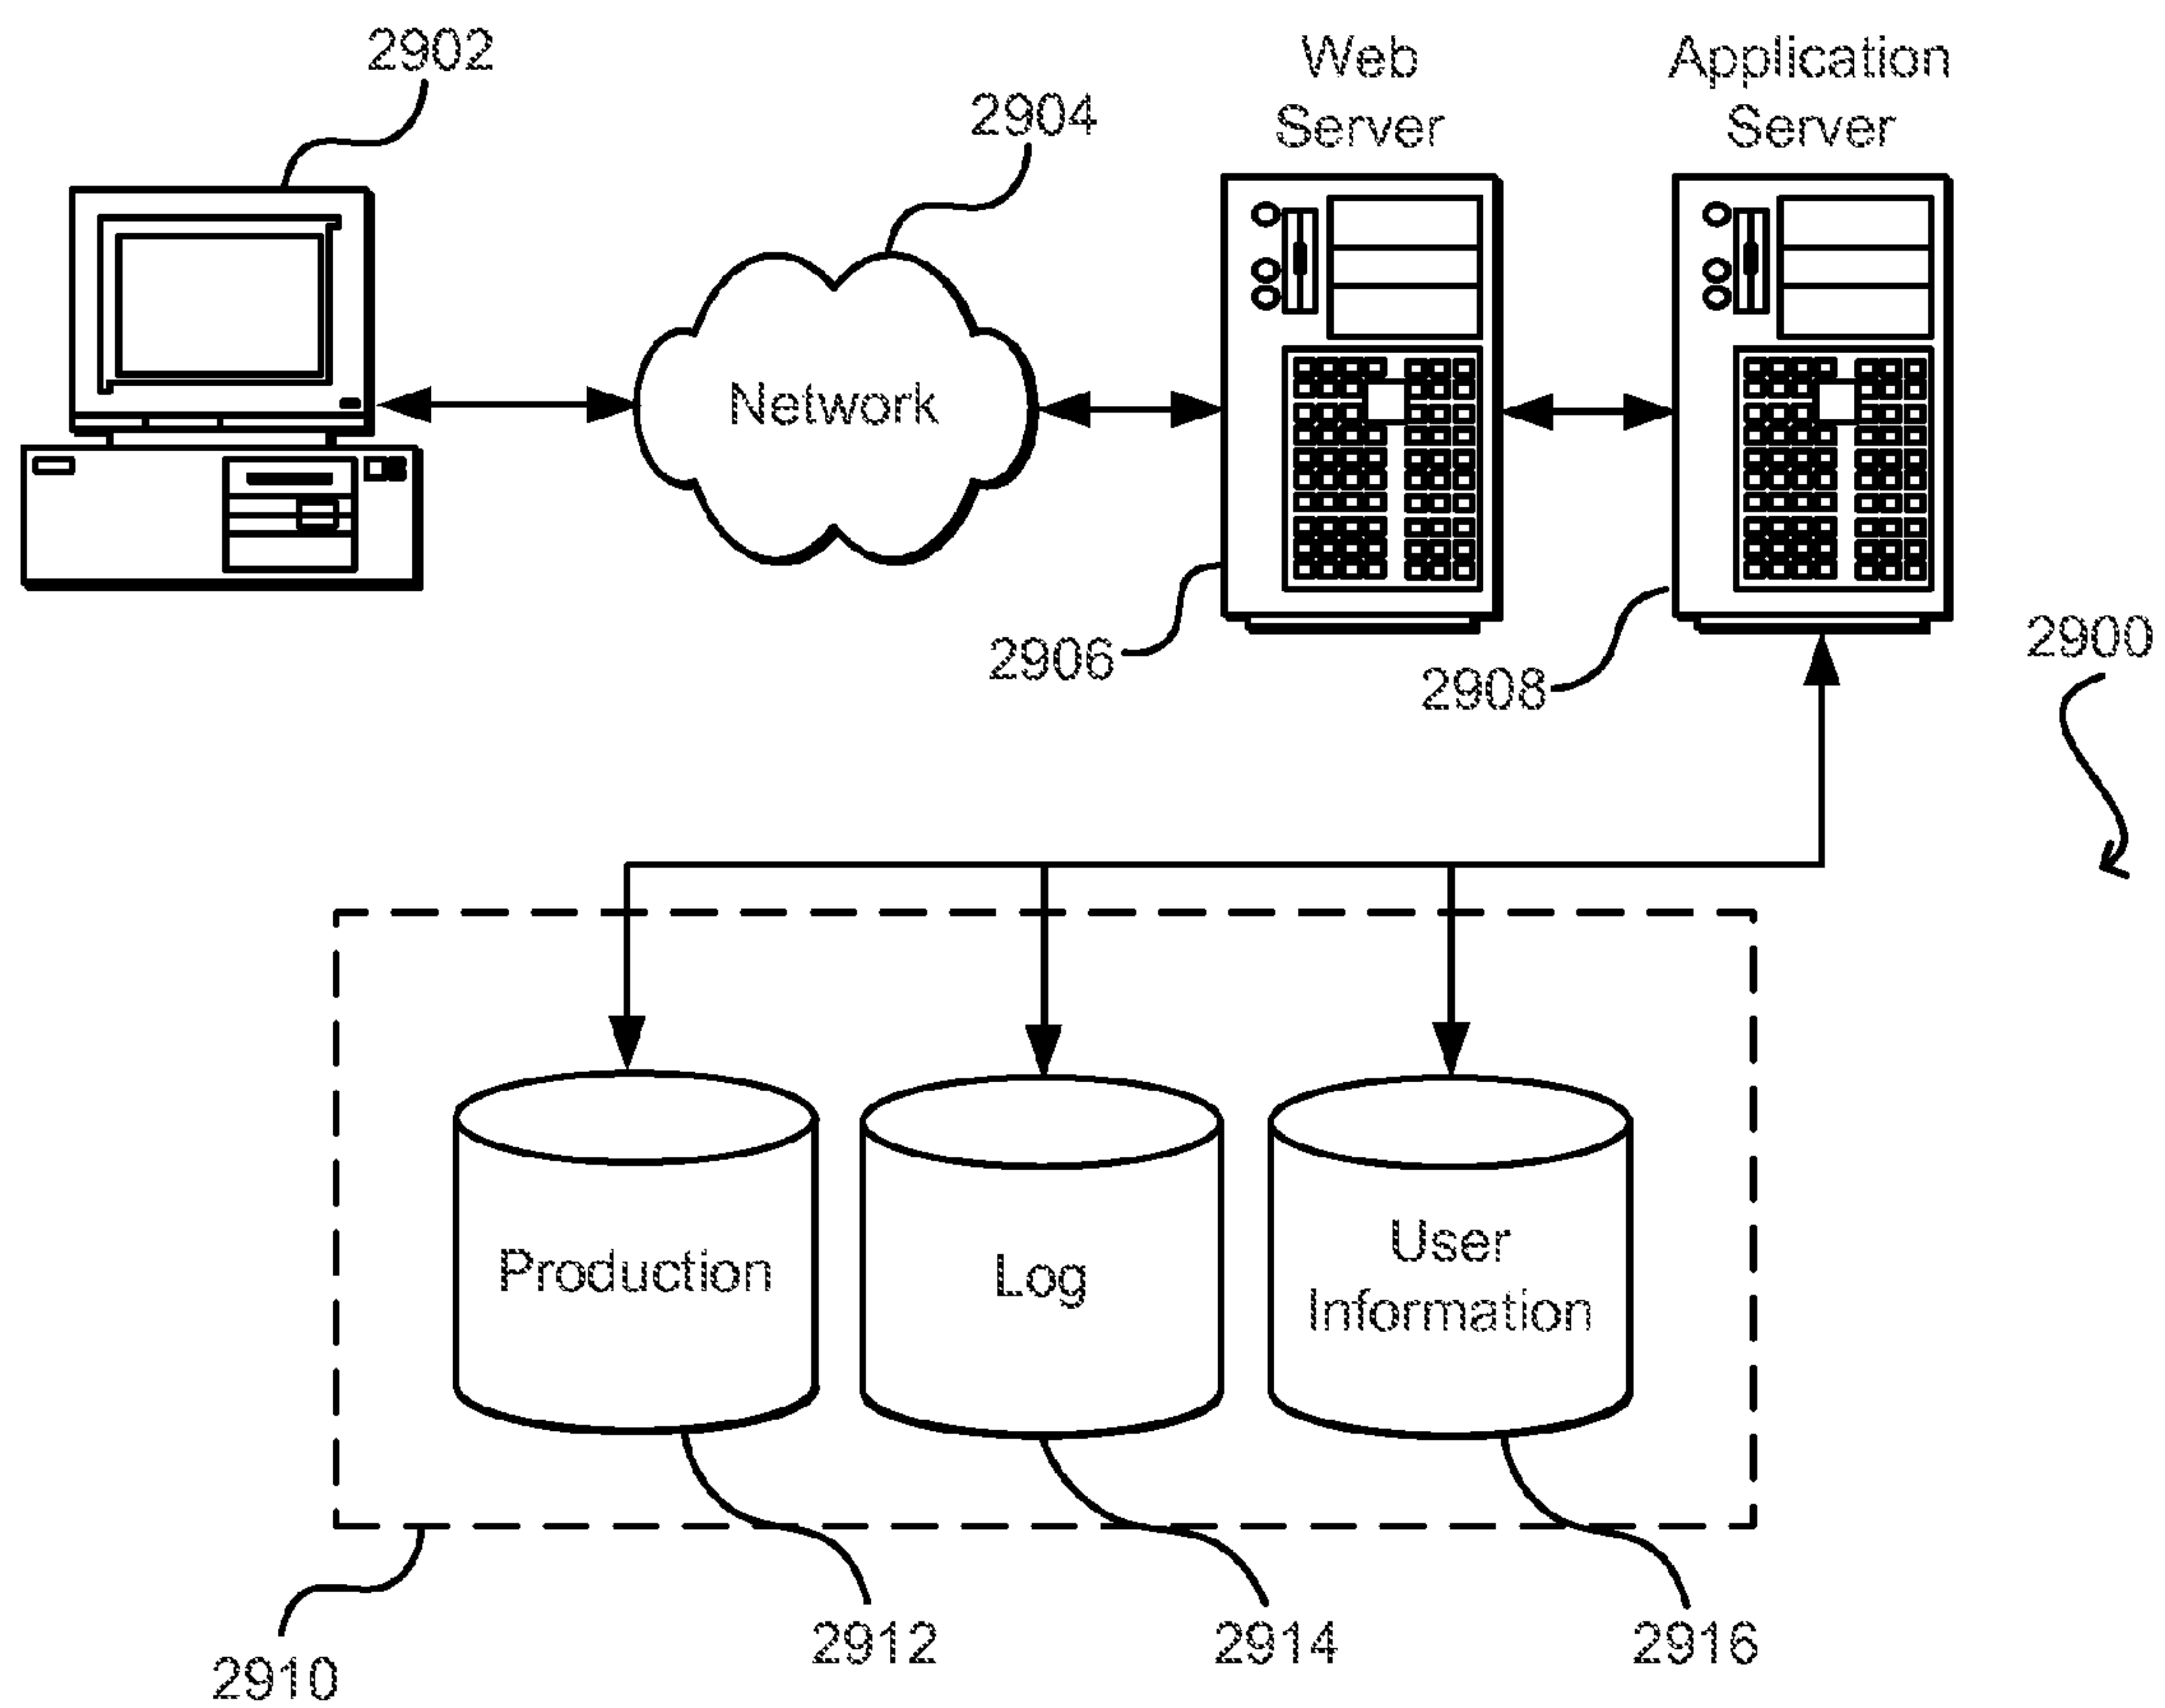 2902
2904
Web
Server
Application
Server
Network
2906
2908
2900
Production
Log
User
Information
2910
2912
2914
2916